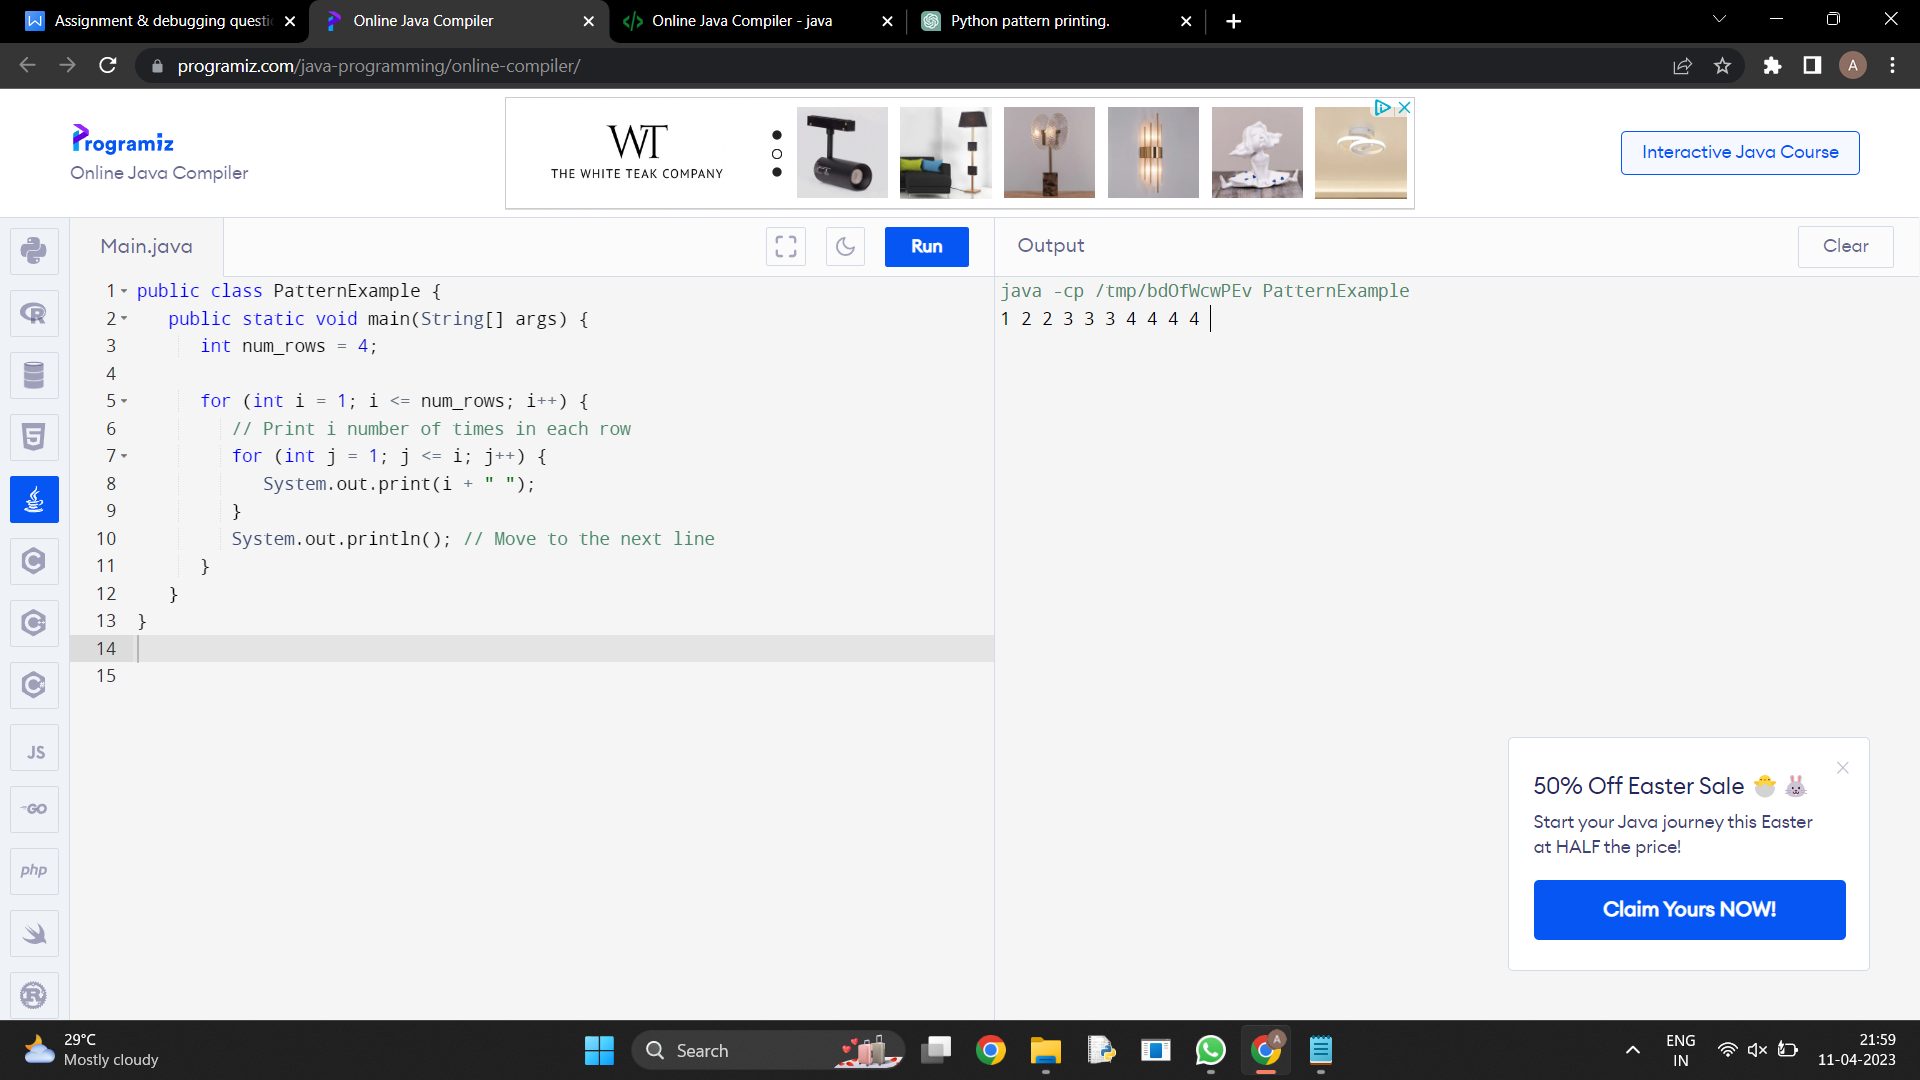 Assignment & debugging questi
Online Java Compiler
Online Java Compiler - java
Python pattern printing.
programiz.com/java-programming/online-compiler/
A
Programiz
Online Java Compiler
WT
THE WHITE TEAK COMPANY
Interactive Java Course
Main.java
Run
Output
Clear
1 public class PatternExample {
2 public static void main(String[] args) {
3 int num_rows = 4;
4
5 for (int i = 1; i <= num_rows; i++) {
6 // Print i number of times in each row
7 for (int j = 1; j <= i; j++) {
8 System.out.print(i + " ");
9 }
10 System.out.println(); // Move to the next line
11 }
12 }
13 }
14
15
java -cp /tmp/bdOfWcwPEv PatternExample
1 2 2 3 3 3 4 4 4 4
JS
GO
php
50% Off Easter Sale 🐣 🐰
Start your Java journey this Easter
at HALF the price!
Claim Yours NOW!
29°C
Mostly cloudy
Search
A
ENG
IN
21:59
11-04-2023